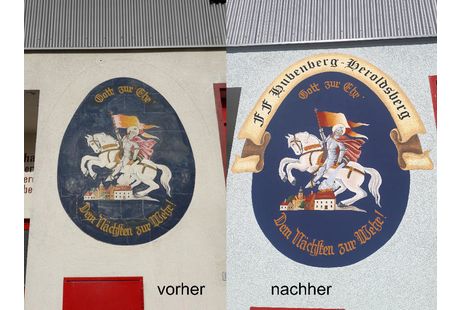 Gott zur Ehr
Dem Nächsten zur Wehr!
vorher
FF Hubenberg-Heroldsberg
Gott zur Ehr
Dem Nächsten zur Wehr!
nachher